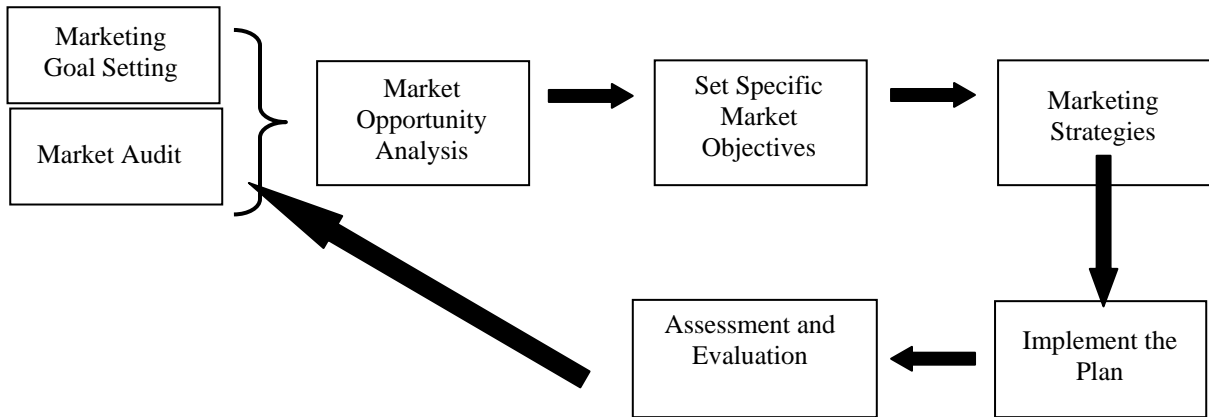 Marketing
Goal Setting
Market Audit
Market
Opportunity
Analysis
Set Specific
Market
Objectives
Marketing
Strategies
Implement the
Plan
Assessment and
Evaluation